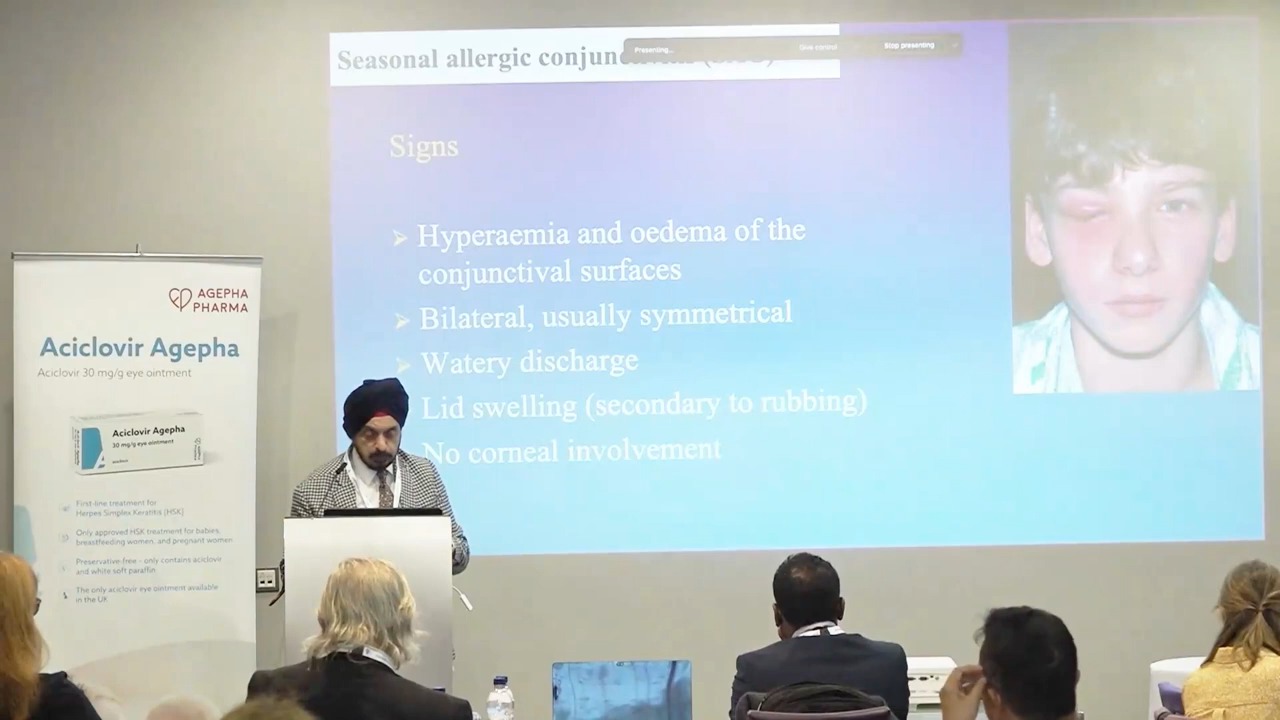 Seasonal allergic
Presenting...
Give control
Stop presenting
Signs
Hyperaemia and oedema of the
conjunctival surfaces
Bilateral, usually symmetrical
Watery discharge
Lid swelling (secondary to rubbing)
No corneal involvement
AGEPHA
PHARMA
Aciclovir Agepha
Aciclovir 30 mg/g eye ointment
Aciclovir Agepha
30 mg/g eye ointment
First-line treatment for
Herpes Simplex Keratitis (HSK)
Only approved HSK treatment for babies,
breastfeeding women, and pregnant women
Preservative-free - only contains aciclovir
and white soft paraffin
The only aciclovir eye ointment available
in the UK